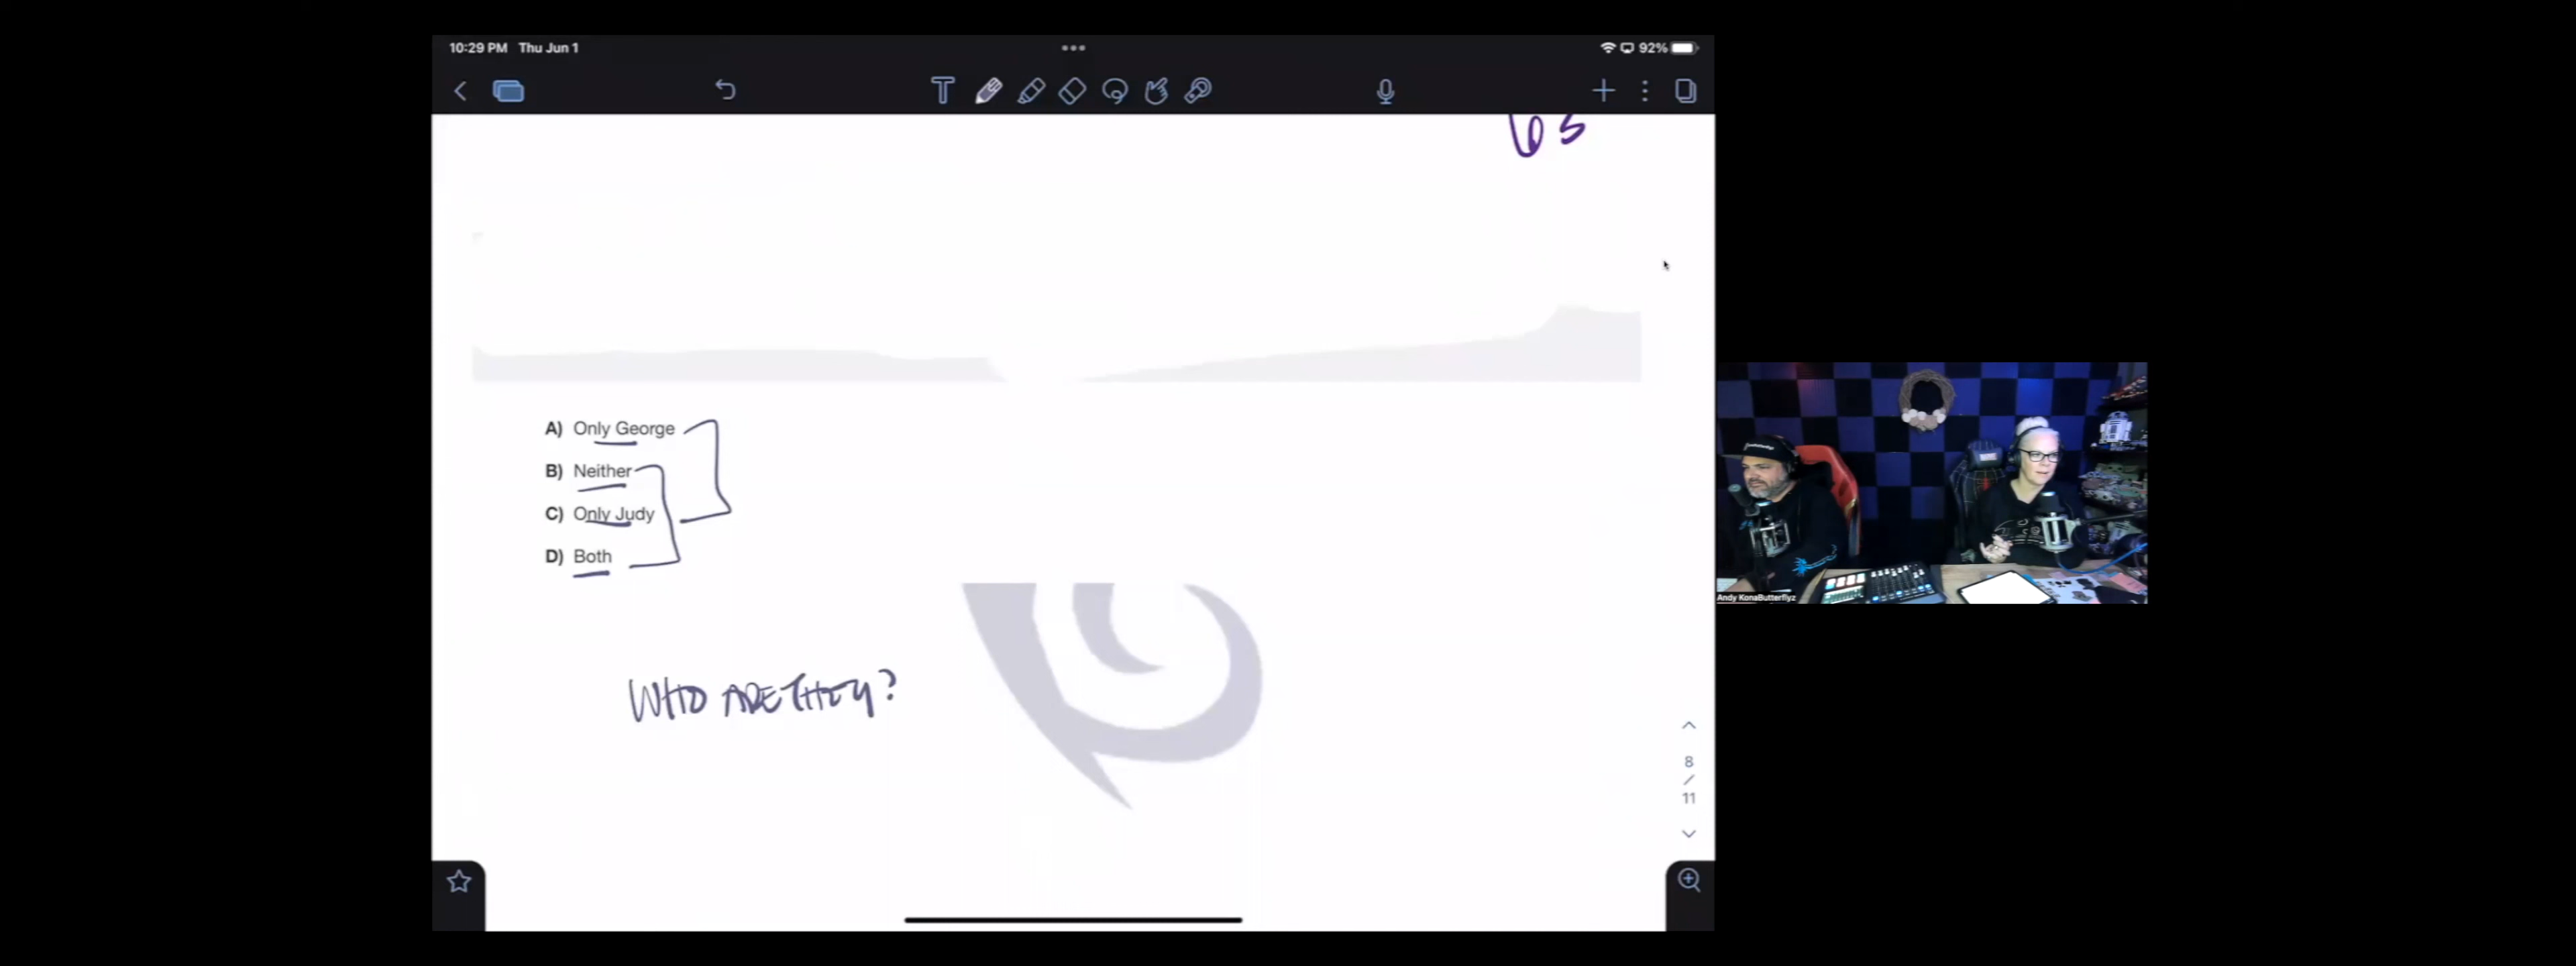 10:29 PM Thu Jun 1
92%
65
A) Only George
B) Neither
C) Only Judy
D) Both
WHO ARE THEY?
8
/
11
Andy KonaButterflyz